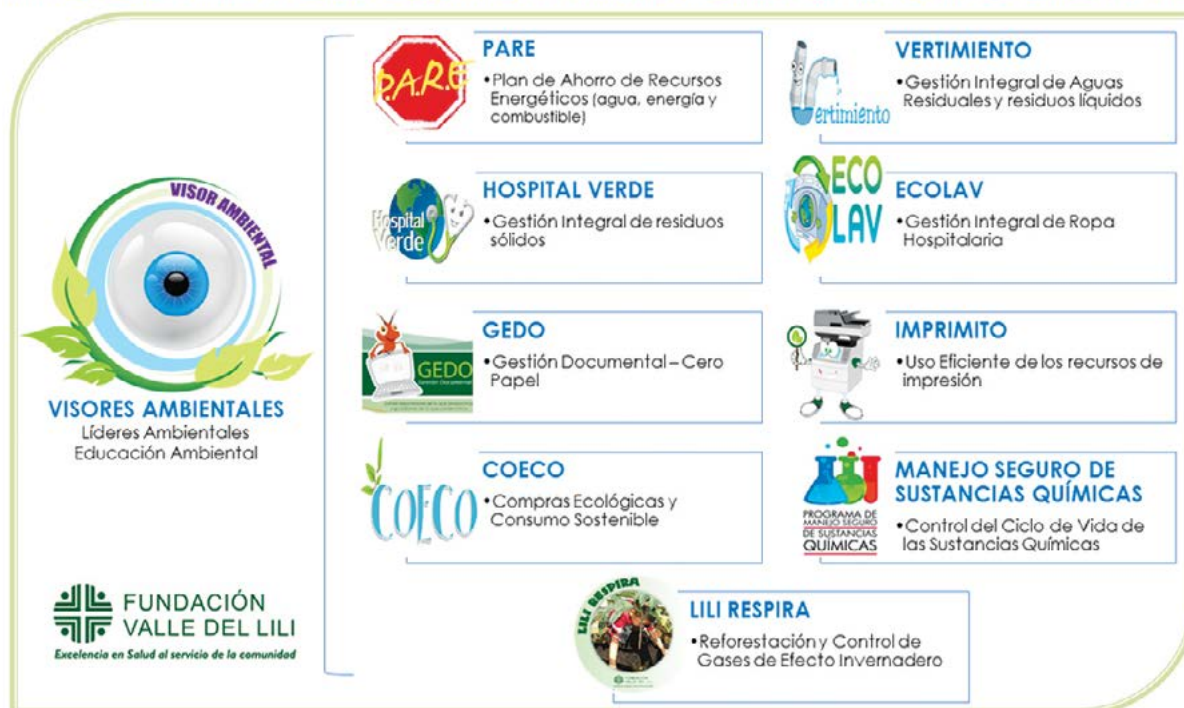 VISOR AMBIENTAL
VISORES AMBIENTALES
Líderes Ambientales
Educación Ambiental
FUNDACIÓN
VALLE DEL LILI
Excelencia en Salud al servicio de la comunidad
P.A.R.E
PARE
•Plan de Ahorro de Recursos
Energéticos (agua, energía y
combustible)
Vertimiento
VERTIMIENTO
•Gestión Integral de Aguas
Residuales y residuos líquidos
Hospital
Verde
HOSPITAL VERDE
•Gestión Integral de residuos
sólidos
ECO
LAV
ECOLAV
•Gestión Integral de Ropa
Hospitalaria
GEDO
Gestión Documental
GEDO
•Gestión Documental – Cero
Papel
IMPRIMITO
•Uso Eficiente de los recursos de
impresión
COECO
COECO
•Compras Ecológicas y
Consumo Sostenible
PROGRAMA DE
MANEJO SEGURO
DE SUSTANCIAS
QUÍMICAS
MANEJO SEGURO DE
SUSTANCIAS QUÍMICAS
•Control del Ciclo de Vida de
las Sustancias Químicas
LILI RESPIRA
LILI RESPIRA
•Reforestación y Control de
Gases de Efecto Invernadero